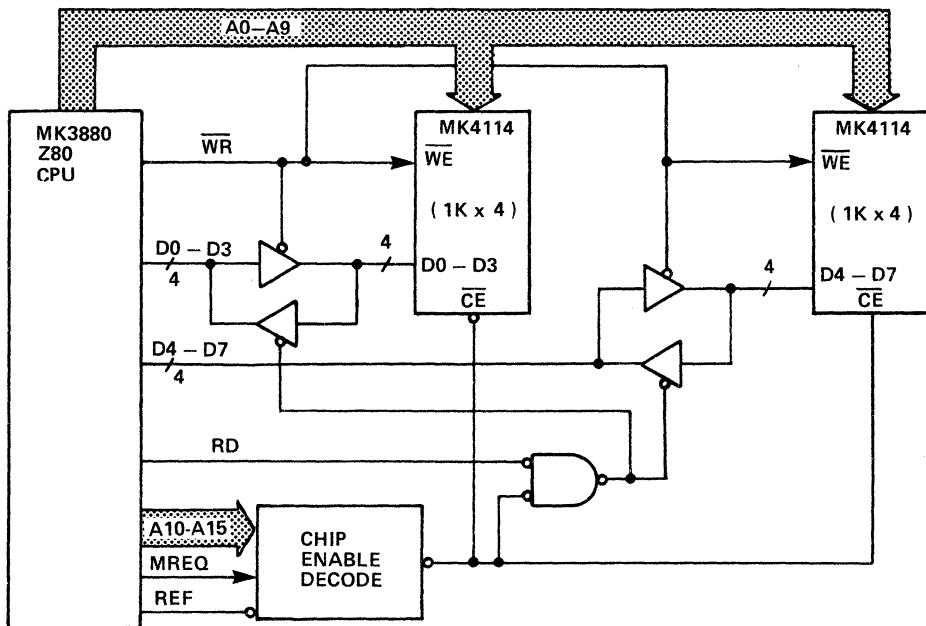 A0–A9
MK3880
Z80
CPU
WR
MK4114
WE
(1K x 4)
MK4114
WE
(1K x 4)
D0 – D3
4
4
D0 – D3
CE
4
D4 – D7
CE
D4 – D7
4
RD
A10-A15
MREQ
REF
CHIP
ENABLE
DECODE